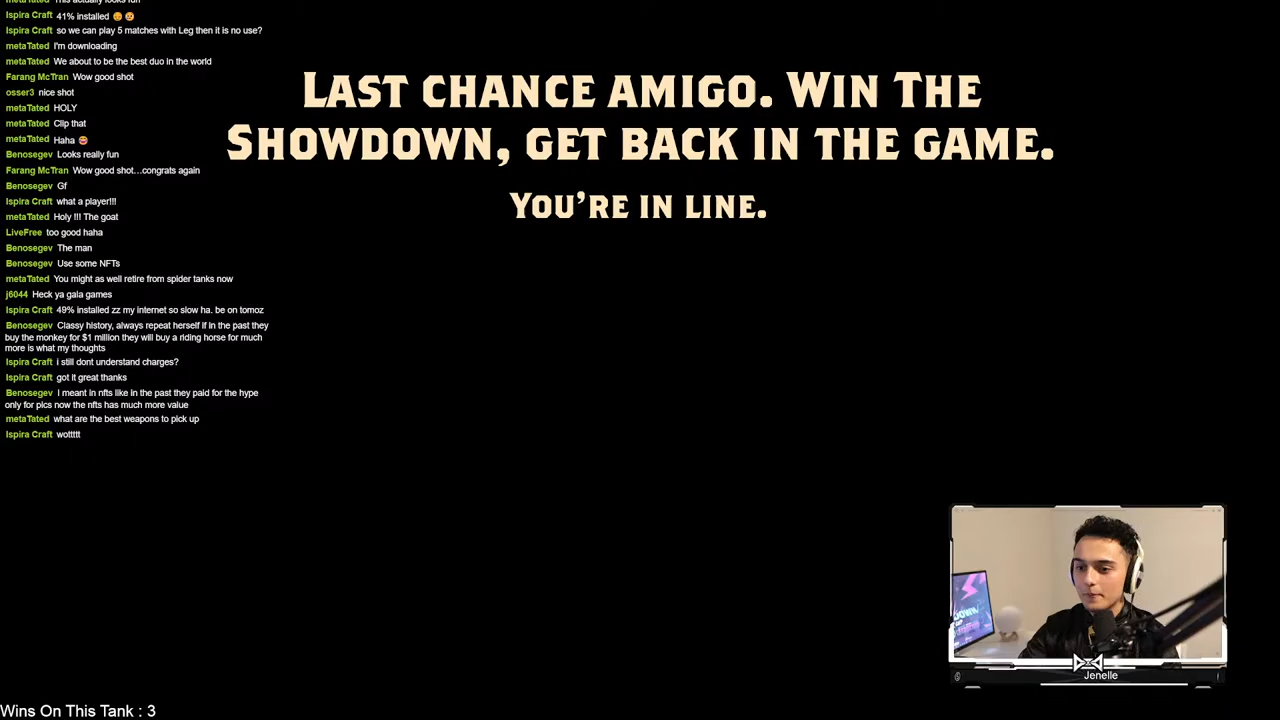 metaTated This actually looks fun
Ispira Craft 41% installed
Ispira Craft so we can play 5 matches with Leg then it is no use?
metaTated I'm downloading
metaTated We about to be the best duo in the world
Farang McTran Wow good shot
osser3 nice shot
metaTated HOLY
metaTated Clip that
metaTated Haha
Benosegev Looks really fun
Farang McTran Wow good shot...congrats again
Benosegev Gf
Ispira Craft what a player!!!
metaTated Holy !!! The goat
LiveFree too good haha
Benosegev The man
Benosegev Use some NFTs
metaTated You might as well retire from spider tanks now
j6044 Heck ya gala games
Ispira Craft 49% installed zz my internet so slow ha. be on tomoz
Benosegev Classy history, always repeat herself if in the past they
buy the monkey for $1 million they will buy a riding horse for much
more is what my thoughts
Ispira Craft i still dont understand charges?
Ispira Craft got it great thanks
Benosegev I meant in nfts like in the past they paid for the hype
only for pics now the nfts has much more value
metaTated what are the best weapons to pick up
Ispira Craft wottttt
Last chance amigo. Win The
Showdown, get back in the game.
You're in line.
Jenelle
Wins On This Tank : 3